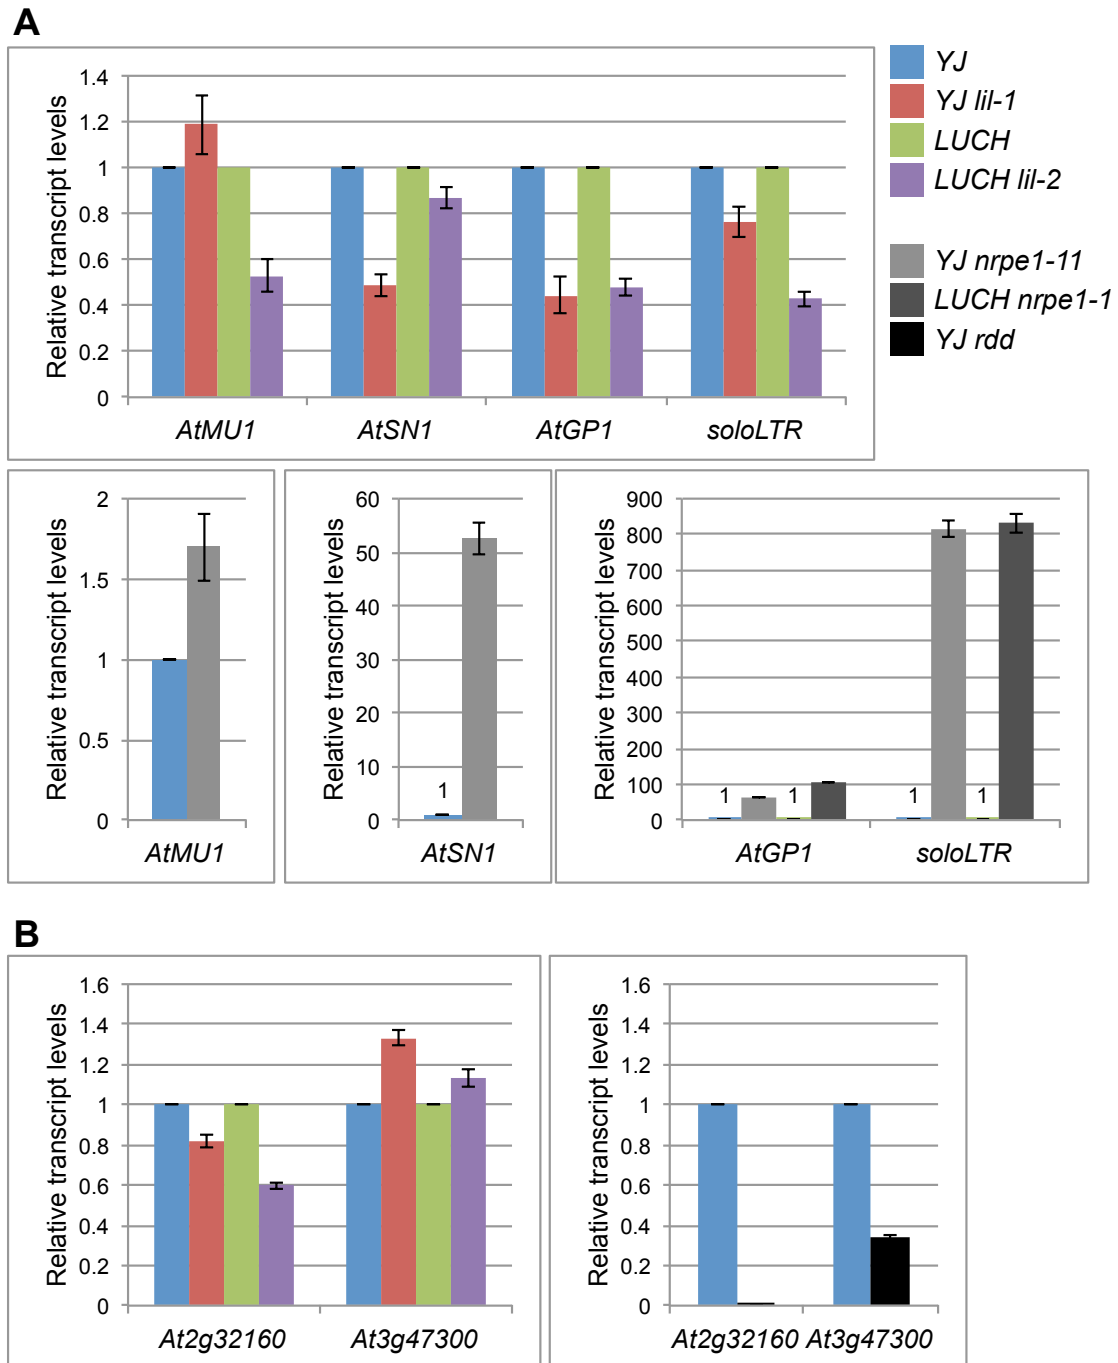 A
Relative transcript levels
1.4
1.2
1
0.8
0.6
0.4
0.2
0
AtMU1 AtSN1 AtGP1 soloLTR
YJ
YJ lil-1
LUCH
LUCH lil-2
YJ nrpe1-11
LUCH nrpe1-1
YJ rdd
Relative transcript levels
2
1.5
1
0.5
0
AtMU1
Relative transcript levels
60
50
40
30
20
10
0
1
AtSN1
Relative transcript levels
900
800
700
600
500
400
300
200
100
0
1 1 1 1
AtGP1 soloLTR
B
Relative transcript levels
1.6
1.4
1.2
1
0.8
0.6
0.4
0.2
0
At2g32160 At3g47300
Relative transcript levels
1.6
1.4
1.2
1
0.8
0.6
0.4
0.2
0
At2g32160 At3g47300